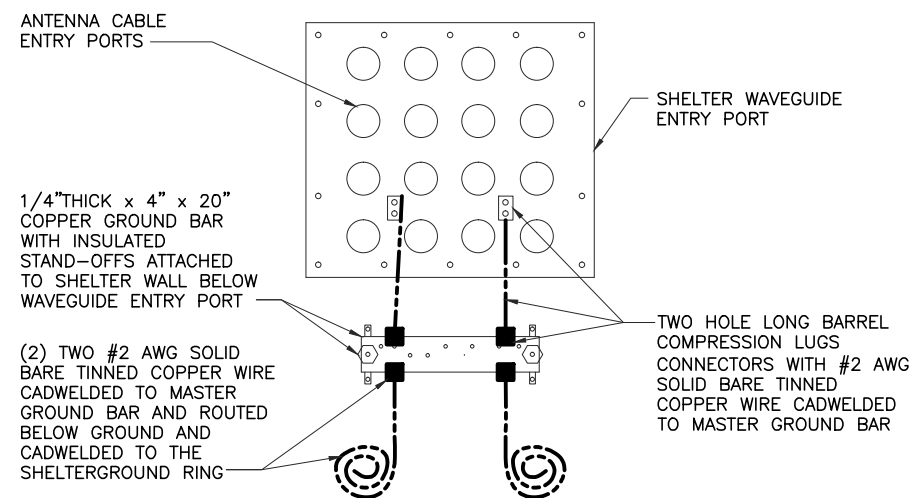 ANTENNA CABLE
ENTRY PORTS
SHELTER WAVEGUIDE
ENTRY PORT
1/4"THICK x 4" x 20"
COPPER GROUND BAR
WITH INSULATED
STAND-OFFS ATTACHED
TO SHELTER WALL BELOW
WAVEGUIDE ENTRY PORT
(2) TWO #2 AWG SOLID
BARE TINNED COPPER WIRE
CADWELDED TO MASTER
GROUND BAR AND ROUTED
BELOW GROUND AND
CADWELDED TO THE
SHELTERGROUND RING
TWO HOLE LONG BARREL
COMPRESSION LUGS
CONNECTORS WITH #2 AWG
SOLID BARE TINNED
COPPER WIRE CADWELDED
TO MASTER GROUND BAR